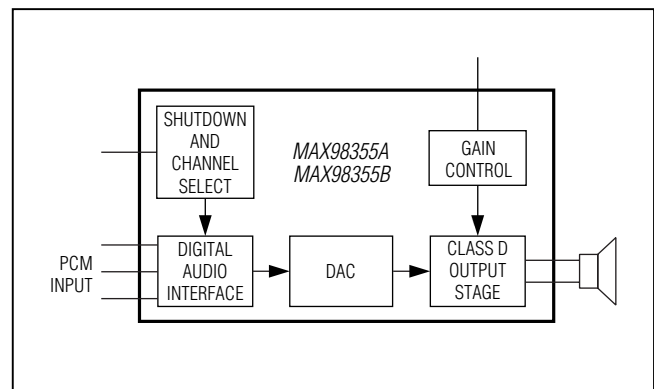 SHUTDOWN
AND
CHANNEL
SELECT
MAX98355A
MAX98355B
GAIN
CONTROL
PCM
INPUT
DIGITAL
AUDIO
INTERFACE
DAC
CLASS D
OUTPUT
STAGE